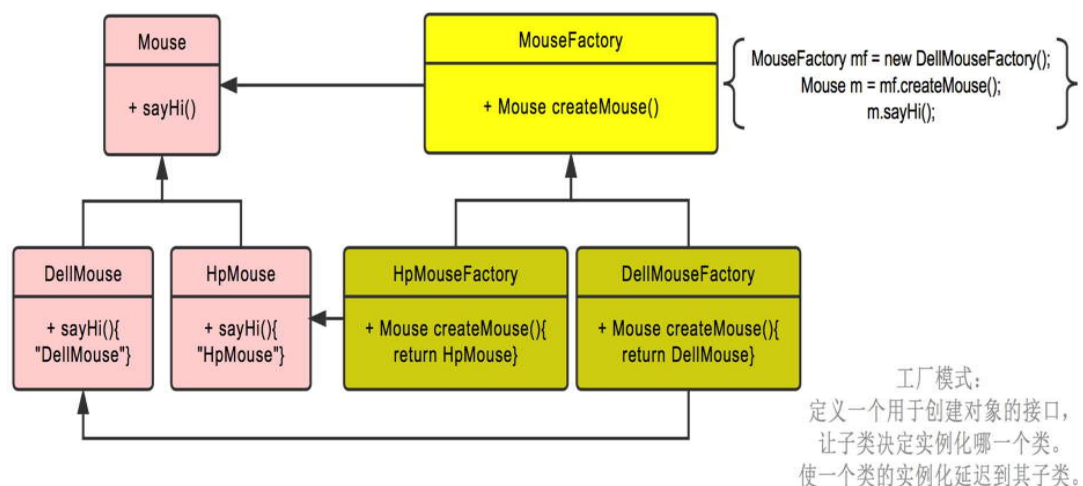 Mouse
+ sayHi()
MouseFactory
+ Mouse createMouse()
MouseFactory mf = new DellMouseFactory();
Mouse m = mf.createMouse();
m.sayHi();
DellMouse
+ sayHi(){
"DellMouse"}
HpMouse
+ sayHi(){
"HpMouse"}
HpMouseFactory
+ Mouse createMouse(){
return HpMouse}
DellMouseFactory
+ Mouse createMouse(){
return DellMouse}
工厂模式：
定义一个用于创建对象的接口，
让子类决定实例化哪一个类。
使一个类的实例化延迟到其子类。